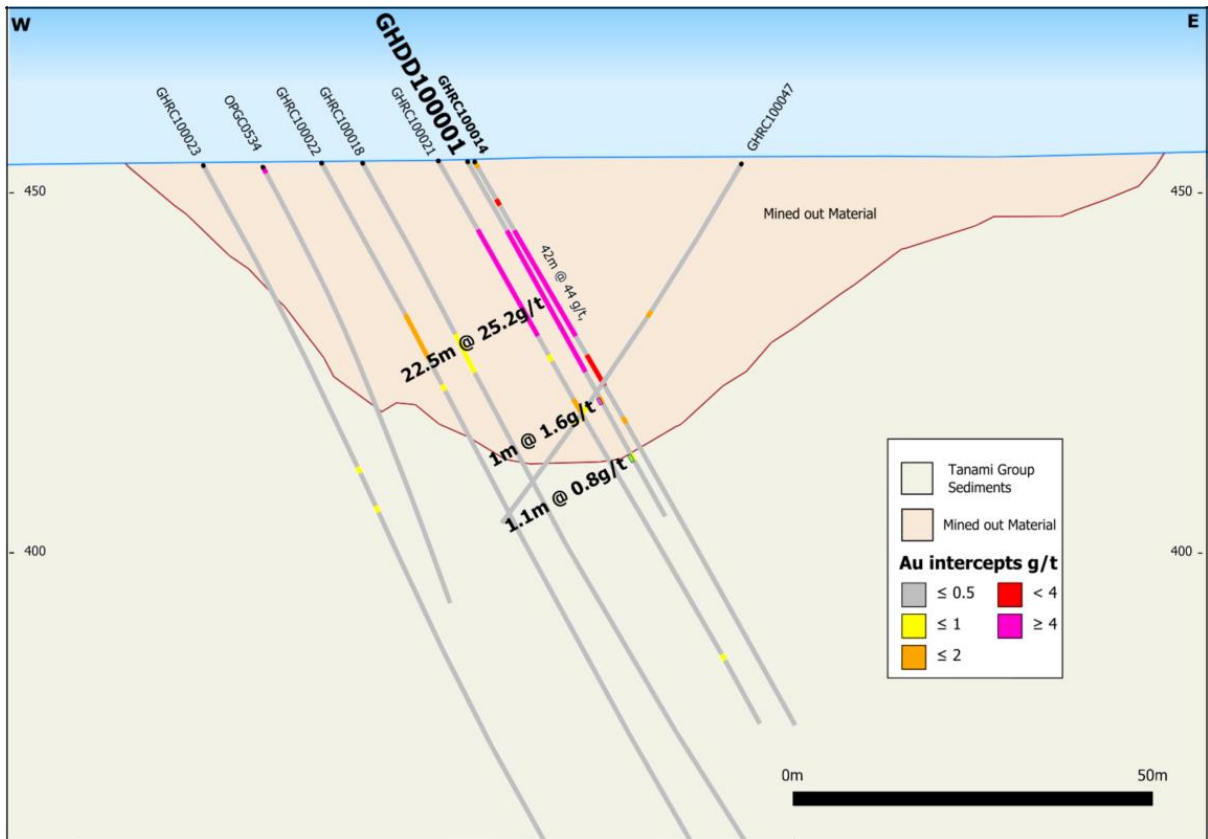 W
E
GHRC100023
OPGC0534
GHRC100022
GHRC100018
GHRC100021
GHDD100001
GHRC100014
GHRC100047
450 -
- 450
450 -
Mined out Material
42m @ 44 g/t,
22.5m @ 25.2g/t
1m @ 1.6g/t
1.1m @ 0.8g/t
- 400
400 -
Tanami Group
Sediments
Mined out Material
Au intercepts g/t
≤ 0.5
< 4
≤ 1
≥ 4
≤ 2
0m
50m